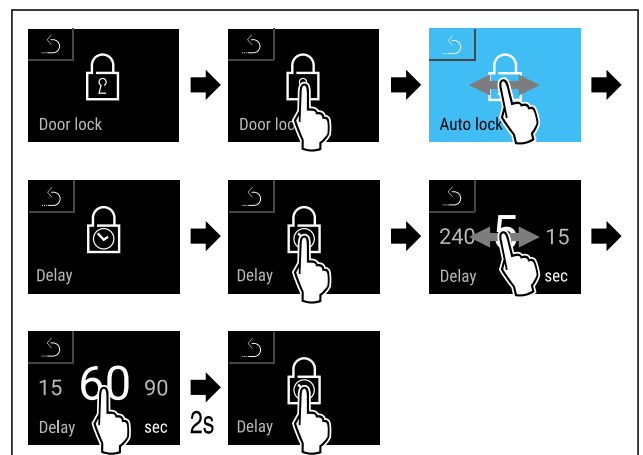 Door lock
Door loc
Auto lock
Delay
Delay
240 5 15
Delay sec
15 60 90
Delay sec
2s
Delay